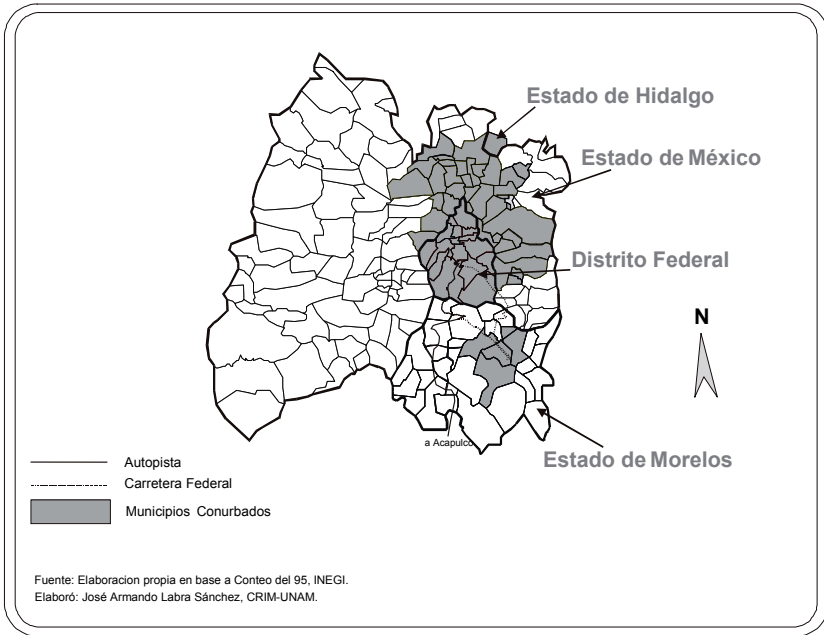 Estado de Hidalgo
Estado de México
Distrito Federal
N
a Acapulco
Estado de Morelos
Autopista
Carretera Federal
Municipios Conurbados
Fuente: Elaboracion propia en base a Conteo del 95, INEGI.
Elaboró: José Armando Labra Sánchez, CRIM-UNAM.